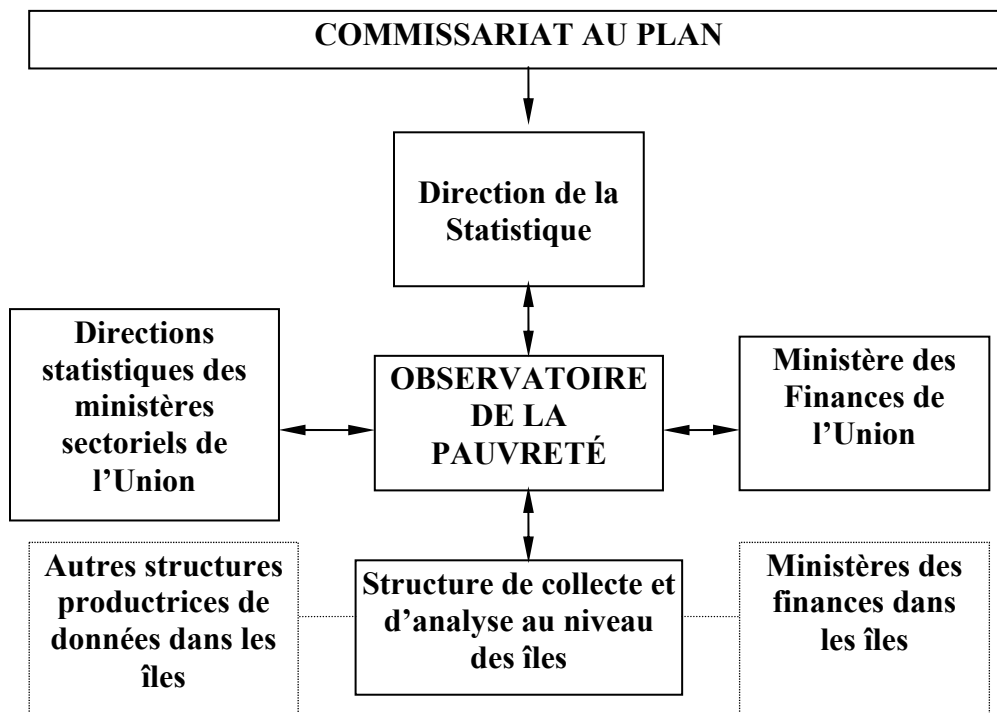 COMMISSARIAT AU PLAN
Direction de la
Statistique
Directions
statistiques des
ministères
sectoriels de
l’Union
OBSERVATOIRE
DE LA
PAUVRETÉ
Ministère des
Finances de
l’Union
Autres structures
productrices de
données dans les
îles
Structure de collecte et
d’analyse au niveau
des îles
Ministères des
finances dans
les îles